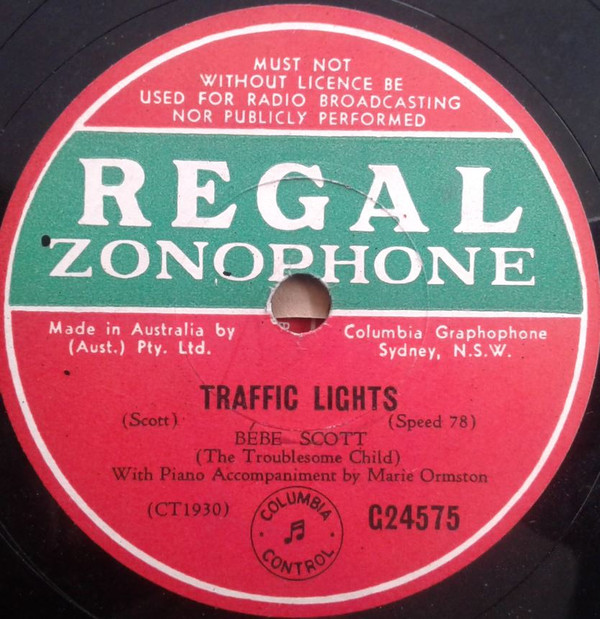 MUST NOT
WITHOUT LICENCE BE
USED FOR RADIO BROADCASTING
NOR PUBLICLY PERFORMED
REGAL
ZONOPHONE
Made in Australia by Columbia Graphophone
(Aust.) Pty. Ltd. Sydney, N.S.W.
TRAFFIC LIGHTS
(Scott) (Speed 78)
BEBE SCOTT
(The Troublesome Child)
With Piano Accompaniment by Marie Ormston
(CT1930) COLUMBIA CONTROL G24575